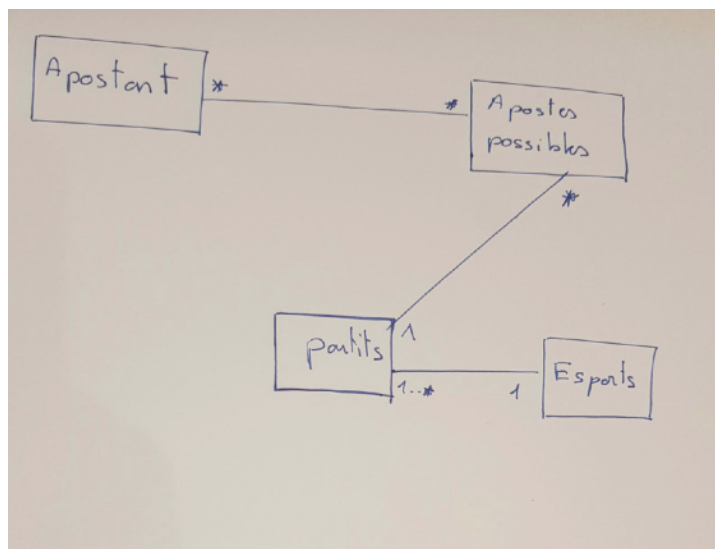 Apostant
*
*
Apostes
possibles
*
1
partits
1..*
1
Esports